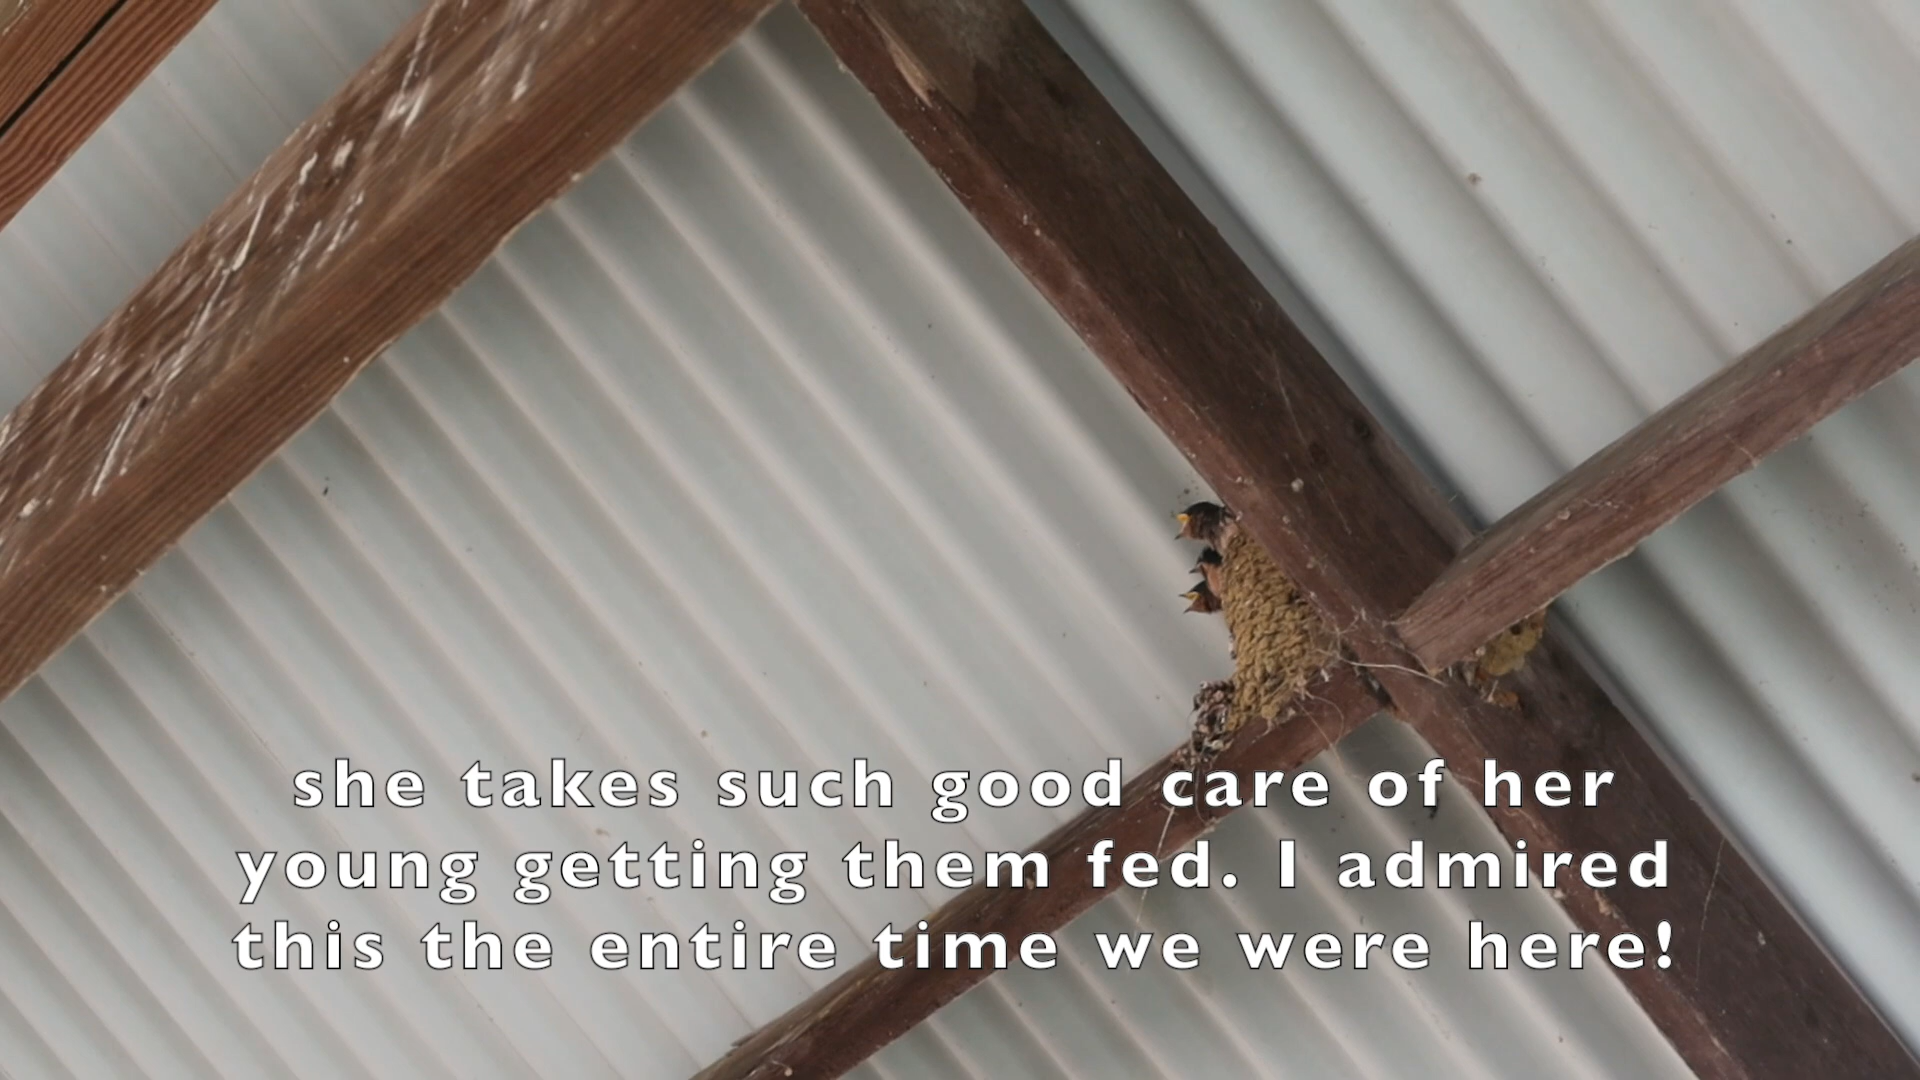 she takes such good care of her
young getting them fed. I admired
this the entire time we were here!